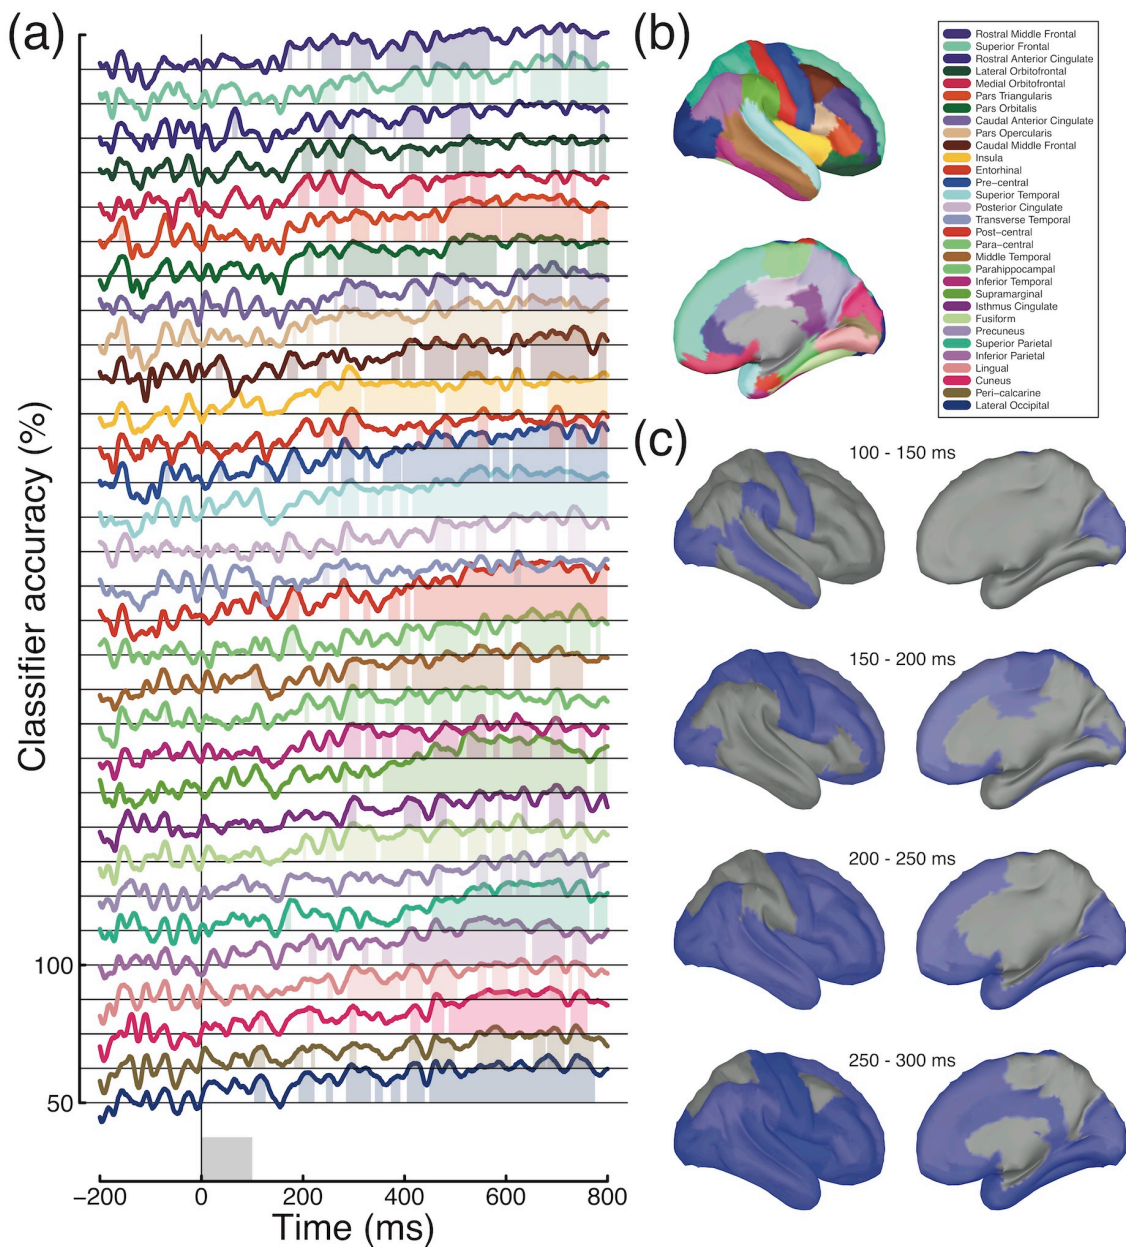 (a)
Classifier accuracy (%)
100
50
−200
0
200
400
600
800
Time (ms)
(b)
Rostral Middle Frontal
Superior Frontal
Rostral Anterior Cingulate
Lateral Orbitofrontal
Medial Orbitofrontal
Pars Triangularis
Pars Orbitalis
Caudal Anterior Cingulate
Pars Opercularis
Caudal Middle Frontal
Insula
Entorhinal
Pre−central
Superior Temporal
Posterior Cingulate
Transverse Temporal
Post−central
Para−central
Middle Temporal
Parahippocampal
Inferior Temporal
Supramarginal
Isthmus Cingulate
Fusiform
Precuneus
Superior Parietal
Inferior Parietal
Lingual
Cuneus
Peri−calcarine
Lateral Occipital
(c)
100 - 150 ms
150 - 200 ms
200 - 250 ms
250 - 300 ms